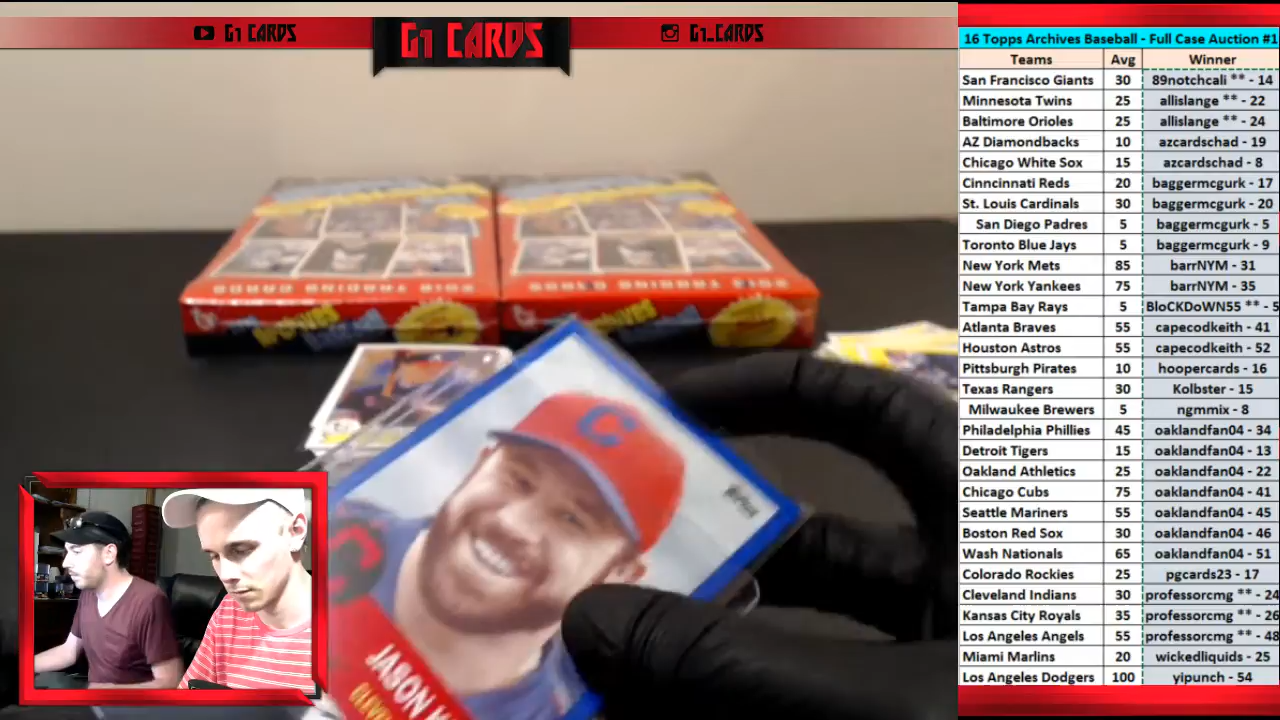 G1 CARDS
G1 CARDS
G1_CARDS
16 Topps Archives Baseball - Full Case Auction #1
Teams Avg Winner
San Francisco Giants 30 89notchcali ** - 14
Minnesota Twins 25 allislange ** - 22
Baltimore Orioles 25 allislange ** - 24
AZ Diamondbacks 10 azcardschad - 19
Chicago White Sox 15 azcardschad - 8
Cinncinnati Reds 20 baggermcgurk - 17
St. Louis Cardinals 30 baggermcgurk - 20
San Diego Padres 5 baggermcgurk - 5
Toronto Blue Jays 5 baggermcgurk - 9
New York Mets 85 barrNYM - 31
New York Yankees 75 barrNYM - 35
Tampa Bay Rays 5 BloCKDoWN55 ** - 5
Atlanta Braves 55 capecodkeith - 41
Houston Astros 55 capecodkeith - 52
Pittsburgh Pirates 10 hoopercards - 16
Texas Rangers 30 Kolbster - 15
Milwaukee Brewers 5 ngmmix - 8
Philadelphia Phillies 45 oaklandfan04 - 34
Detroit Tigers 15 oaklandfan04 - 13
Oakland Athletics 25 oaklandfan04 - 22
Chicago Cubs 75 oaklandfan04 - 41
Seattle Mariners 55 oaklandfan04 - 45
Boston Red Sox 30 oaklandfan04 - 46
Wash Nationals 65 oaklandfan04 - 51
Colorado Rockies 25 pgcards23 - 17
Cleveland Indians 30 professorcmg ** - 24
Kansas City Royals 35 professorcmg ** - 26
Los Angeles Angels 55 professorcmg ** - 48
Miami Marlins 20 wickedliquids - 25
Los Angeles Dodgers 100 yipunch - 54
TRADING CARDS
TRADING CARDS
C
topps
C
JASON K